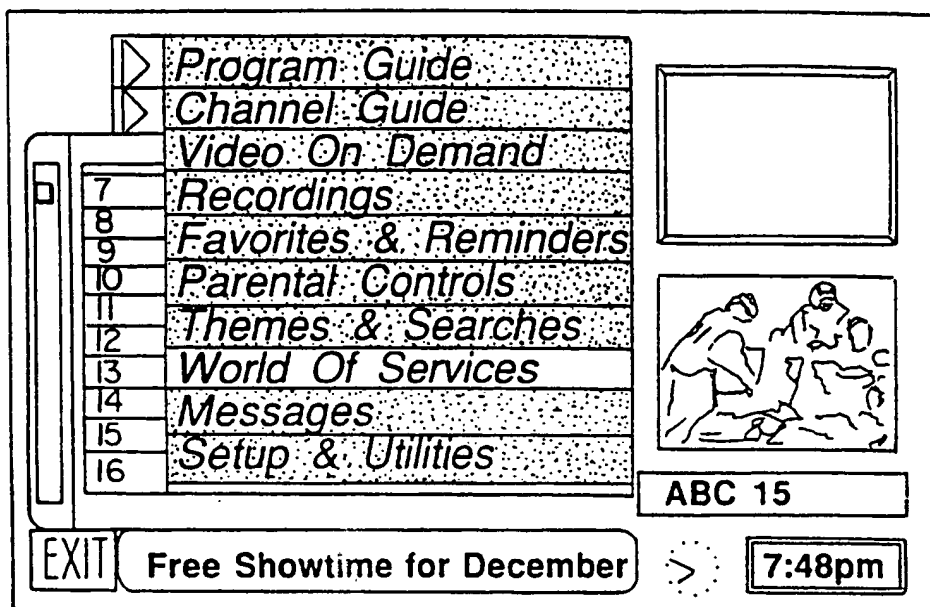 Program Guide
Channel Guide
Video On Demand
7 Recordings
8
9 Favorites & Reminders
10 Parental Controls
11
12 Themes & Searches
13 World Of Services
14 Messages
15
16 Setup & Utilities
ABC 15
EXIT Free Showtime for December
7:48pm